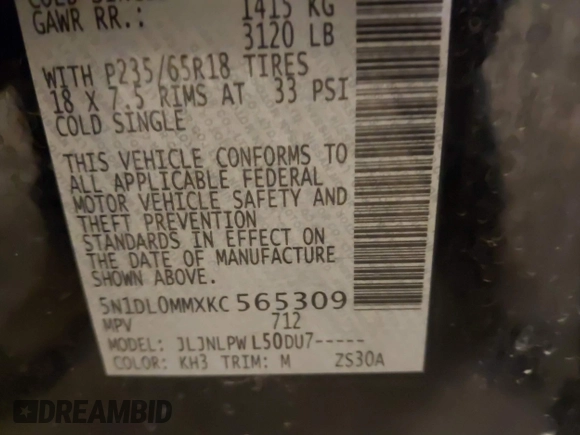 GAWR RR.: 1415 KG
3120 LB
WITH P235/65R18 TIRES
18 X 7.5 RIMS AT 33 PSI
COLD SINGLE
THIS VEHICLE CONFORMS TO
ALL APPLICABLE FEDERAL
MOTOR VEHICLE SAFETY AND
THEFT PREVENTION
STANDARDS IN EFFECT ON
THE DATE OF MANUFACTURE
SHOWN ABOVE.
5N1DL0MMXKC565309
MPV 712
MODEL: JLJNLPW L50DU7-----
COLOR: KH3 TRIM: M ZS30A
DREAMBID